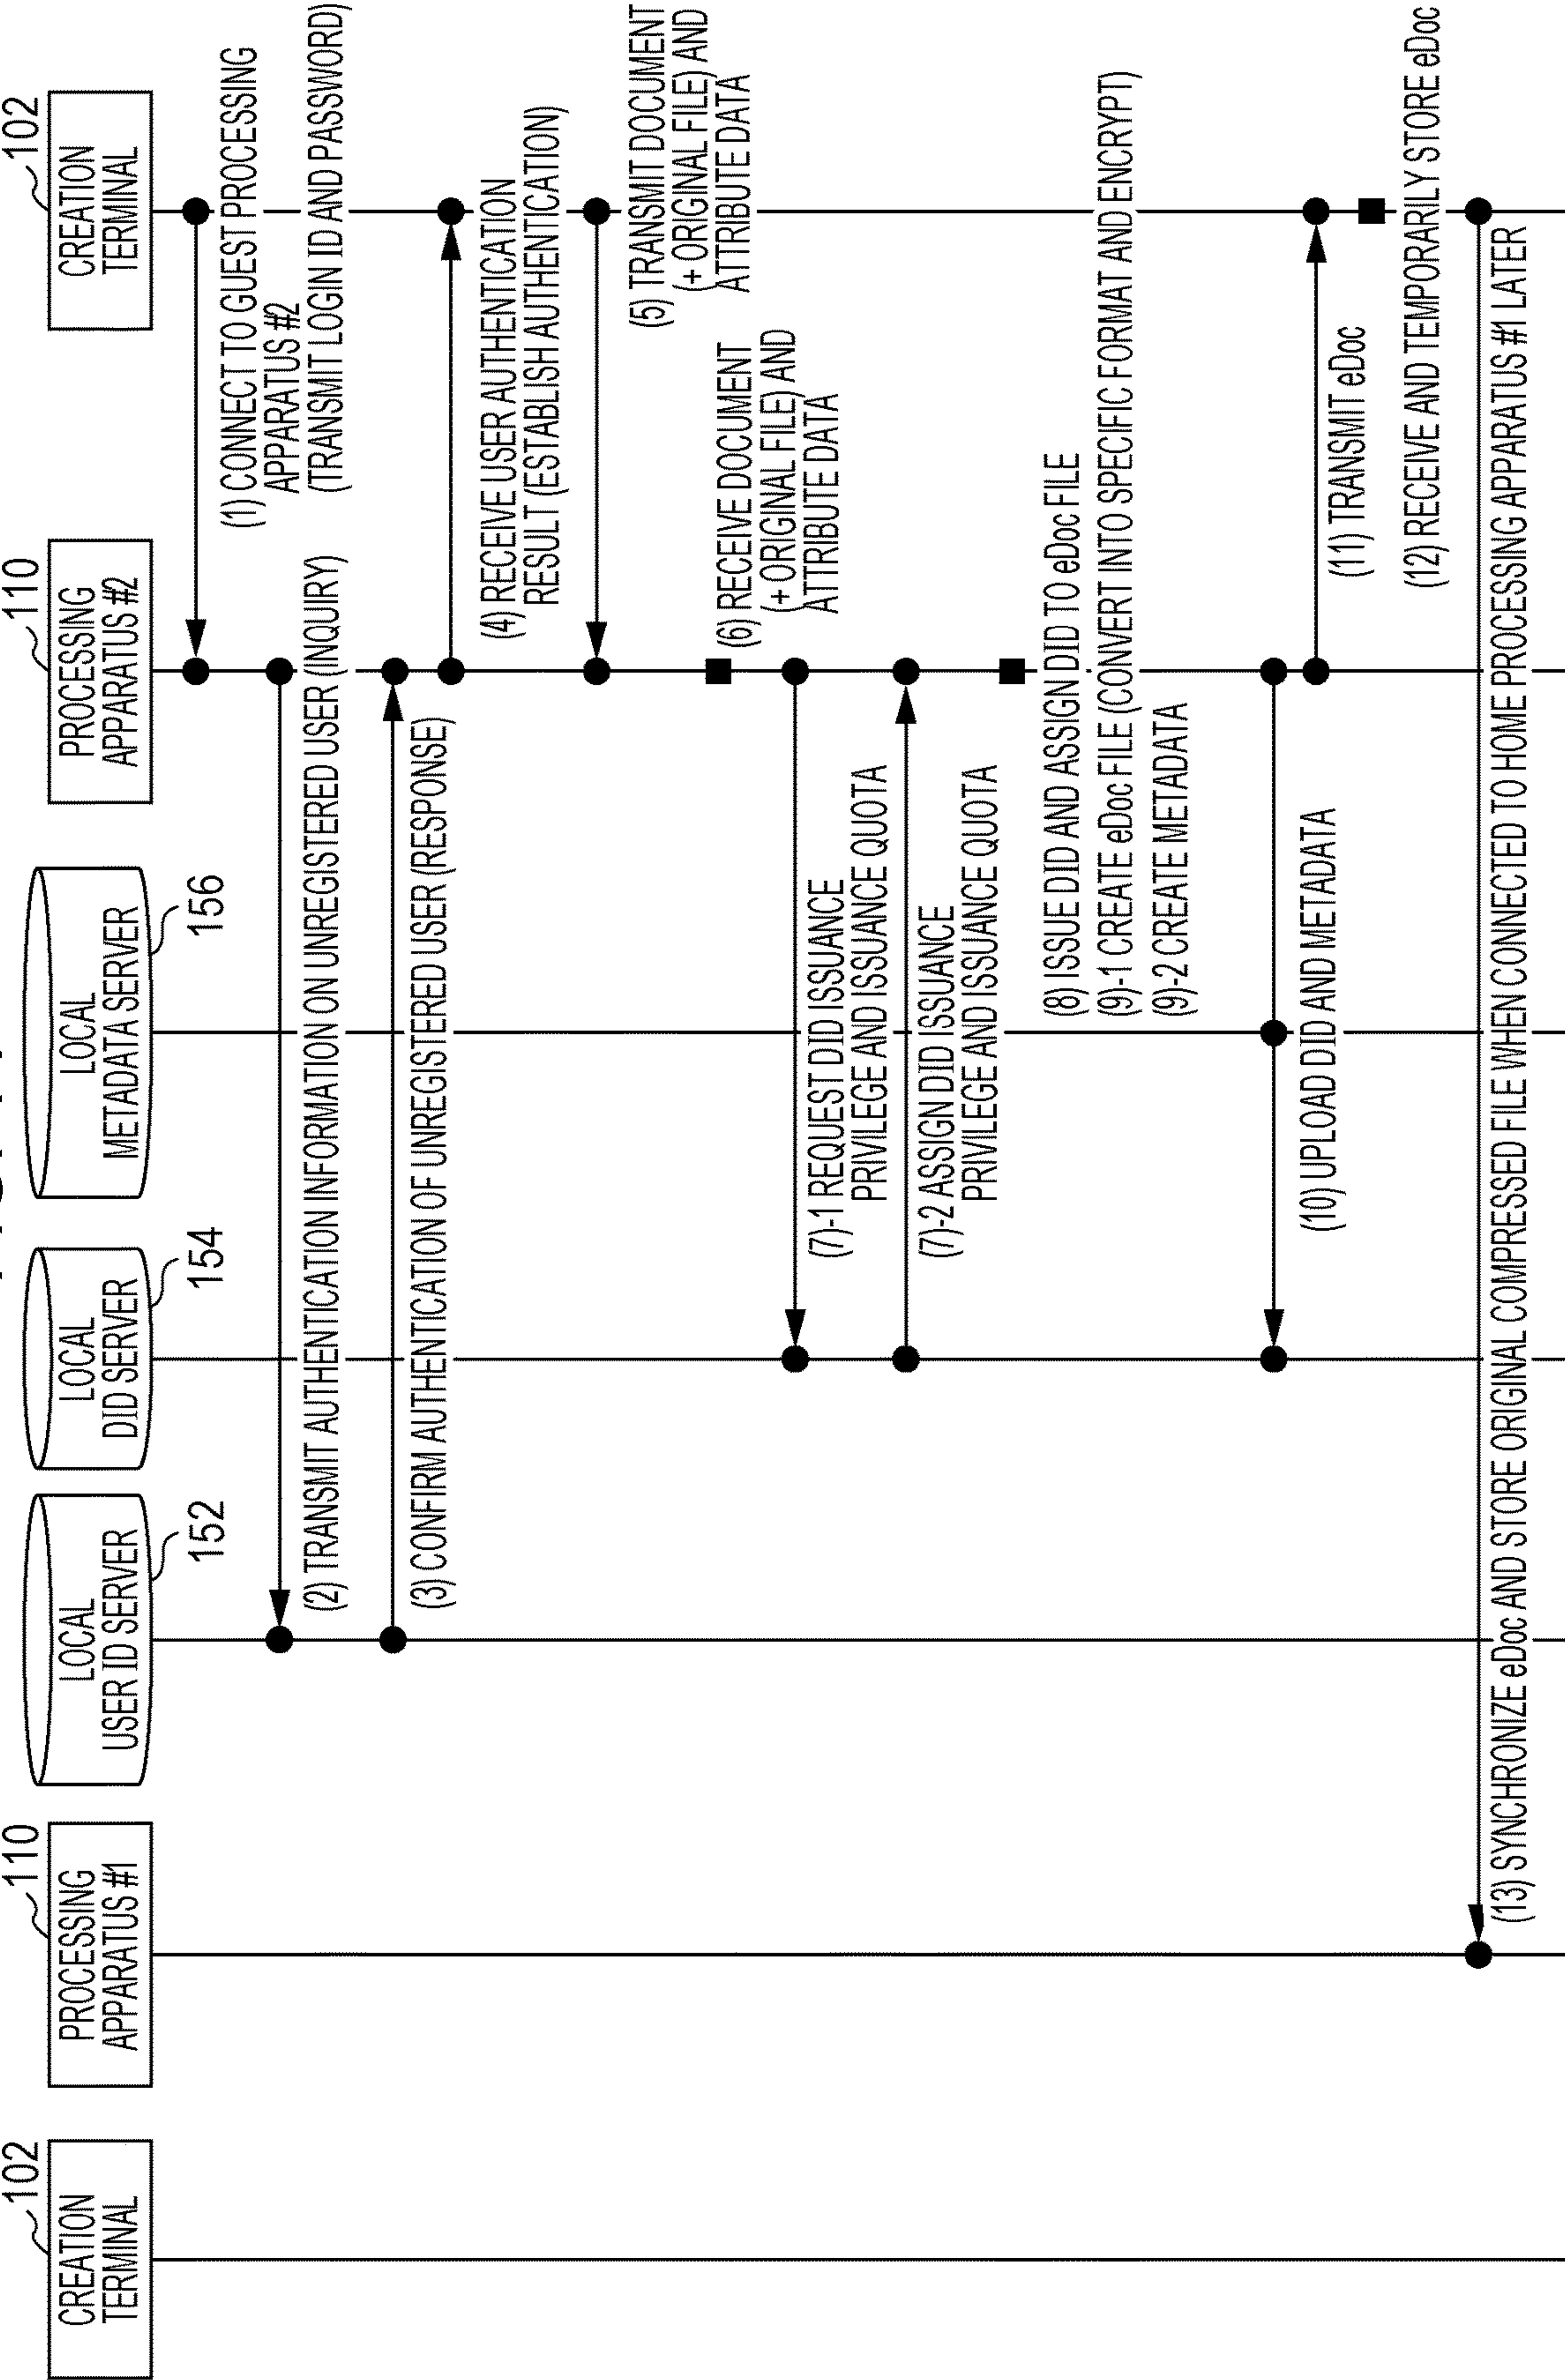 102
CREATION
TERMINAL
110
PROCESSING
APPARATUS #1
LOCAL
USER ID SERVER
152
LOCAL
DID SERVER
154
LOCAL
METADATA SERVER
156
110
PROCESSING
APPARATUS #2
102
CREATION
TERMINAL
(1) CONNECT TO GUEST PROCESSING
APPARATUS #2
(TRANSMIT LOGIN ID AND PASSWORD)
(2) TRANSMIT AUTHENTICATION INFORMATION ON UNREGISTERED USER (INQUIRY)
(3) CONFIRM AUTHENTICATION OF UNREGISTERED USER (RESPONSE)
(4) RECEIVE USER AUTHENTICATION
RESULT (ESTABLISH AUTHENTICATION)
(5) TRANSMIT DOCUMENT
(+ ORIGINAL FILE) AND
ATTRIBUTE DATA
(6) RECEIVE DOCUMENT
(+ ORIGINAL FILE) AND
ATTRIBUTE DATA
(7)-1 REQUEST DID ISSUANCE
PRIVILEGE AND ISSUANCE QUOTA
(7)-2 ASSIGN DID ISSUANCE
PRIVILEGE AND ISSUANCE QUOTA
(8) ISSUE DID AND ASSIGN DID TO eDoc FILE
(9)-1 CREATE eDoc FILE (CONVERT INTO SPECIFIC FORMAT AND ENCRYPT)
(9)-2 CREATE METADATA
(10) UPLOAD DID AND METADATA
(11) TRANSMIT eDoc
(12) RECEIVE AND TEMPORARILY STORE eDoc
(13) SYNCHRONIZE eDoc AND STORE ORIGINAL COMPRESSED FILE WHEN CONNECTED TO HOME PROCESSING APPARATUS #1 LATER